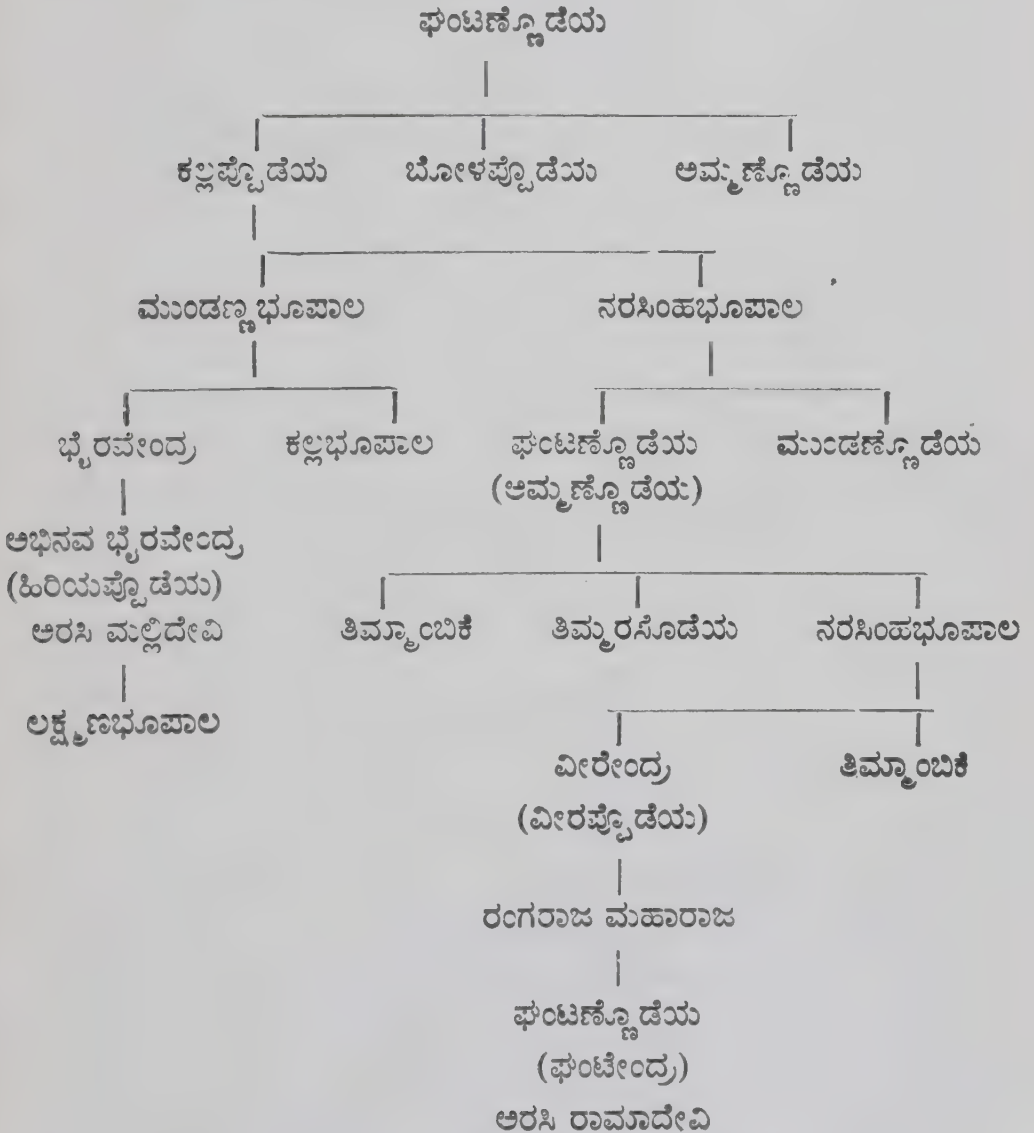 ಘಂಟಣ್ಣೊಡೆಯ
ಕಲ್ಲಪ್ಪೊಡೆಯ ಬೋಳಪ್ಪೊಡೆಯ ಅಮ್ಮಣ್ಣೊಡೆಯ
ಮುಂಡಣ್ಣಭೂಪಾಲ ನರಸಿಂಹಭೂಪಾಲ
ಭೈರವೇಂದ್ರ ಕಲ್ಲಭೂಪಾಲ ಘಂಟಣ್ಣೊಡೆಯ ಮುಂಡಣ್ಣೊಡೆಯ
(ಅಮ್ಮಣ್ಣೊಡೆಯ)
ಅಭಿನವ ಭೈರವೇಂದ್ರ
(ಹಿರಿಯಪ್ಪೊಡೆಯ)
ಅರಸಿ ಮಲ್ಲಿದೇವಿ ತಿಮ್ಮಾಂಬಿಕೆ ತಿಮ್ಮರಸೊಡೆಯ ನರಸಿಂಹಭೂಪಾಲ
ಲಕ್ಷ್ಮಣಭೂಪಾಲ
ವೀರೇಂದ್ರ ತಿಮ್ಮಾಂಬಿಕೆ
(ವೀರಪ್ಪೊಡೆಯ)
ರಂಗರಾಜ ಮಹಾರಾಜ
ಘಂಟಣ್ಣೊಡೆಯ
(ಘಂಟೇಂದ್ರ)
ಅರಸಿ ರಾಮಾದೇವಿ